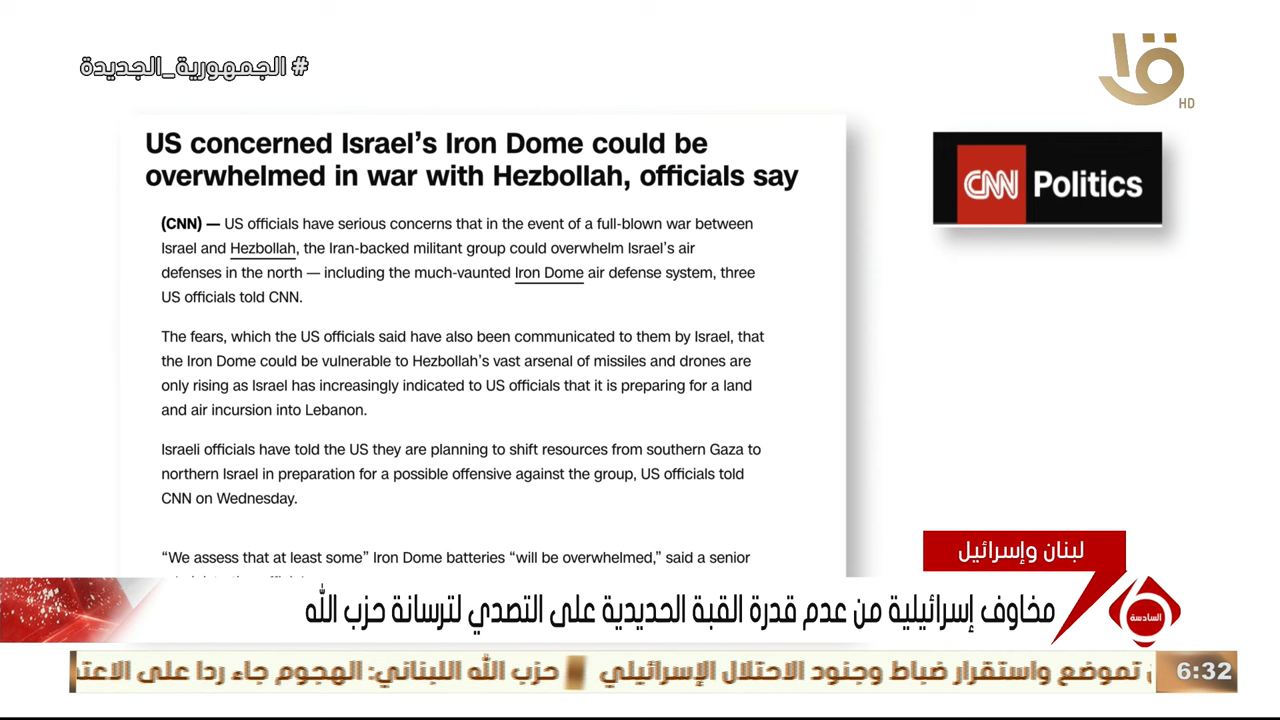 # الجمهورية_الجديدة
HD
US concerned Israel’s Iron Dome could be
overwhelmed in war with Hezbollah, officials say
CNN Politics
(CNN) — US officials have serious concerns that in the event of a full-blown war between
Israel and Hezbollah, the Iran-backed militant group could overwhelm Israel’s air
defenses in the north — including the much-vaunted Iron Dome air defense system, three
US officials told CNN.
The fears, which the US officials said have also been communicated to them by Israel, that
the Iron Dome could be vulnerable to Hezbollah’s vast arsenal of missiles and drones are
only rising as Israel has increasingly indicated to US officials that it is preparing for a land
and air incursion into Lebanon.
Israeli officials have told the US they are planning to shift resources from southern Gaza to
northern Israel in preparation for a possible offensive against the group, US officials told
CNN on Wednesday.
“We assess that at least some” Iron Dome batteries “will be overwhelmed,” said a senior
لبنان وإسرائيل
مخاوف إسرائيلية من عدم قدرة القبة الحديدية على التصدي لترسانة حزب الله
السادسة
تموضع واستقرار ضباط وجنود الاحتلال الإسرائيلي
حزب الله اللبناني: الهجوم جاء ردا على
6:32